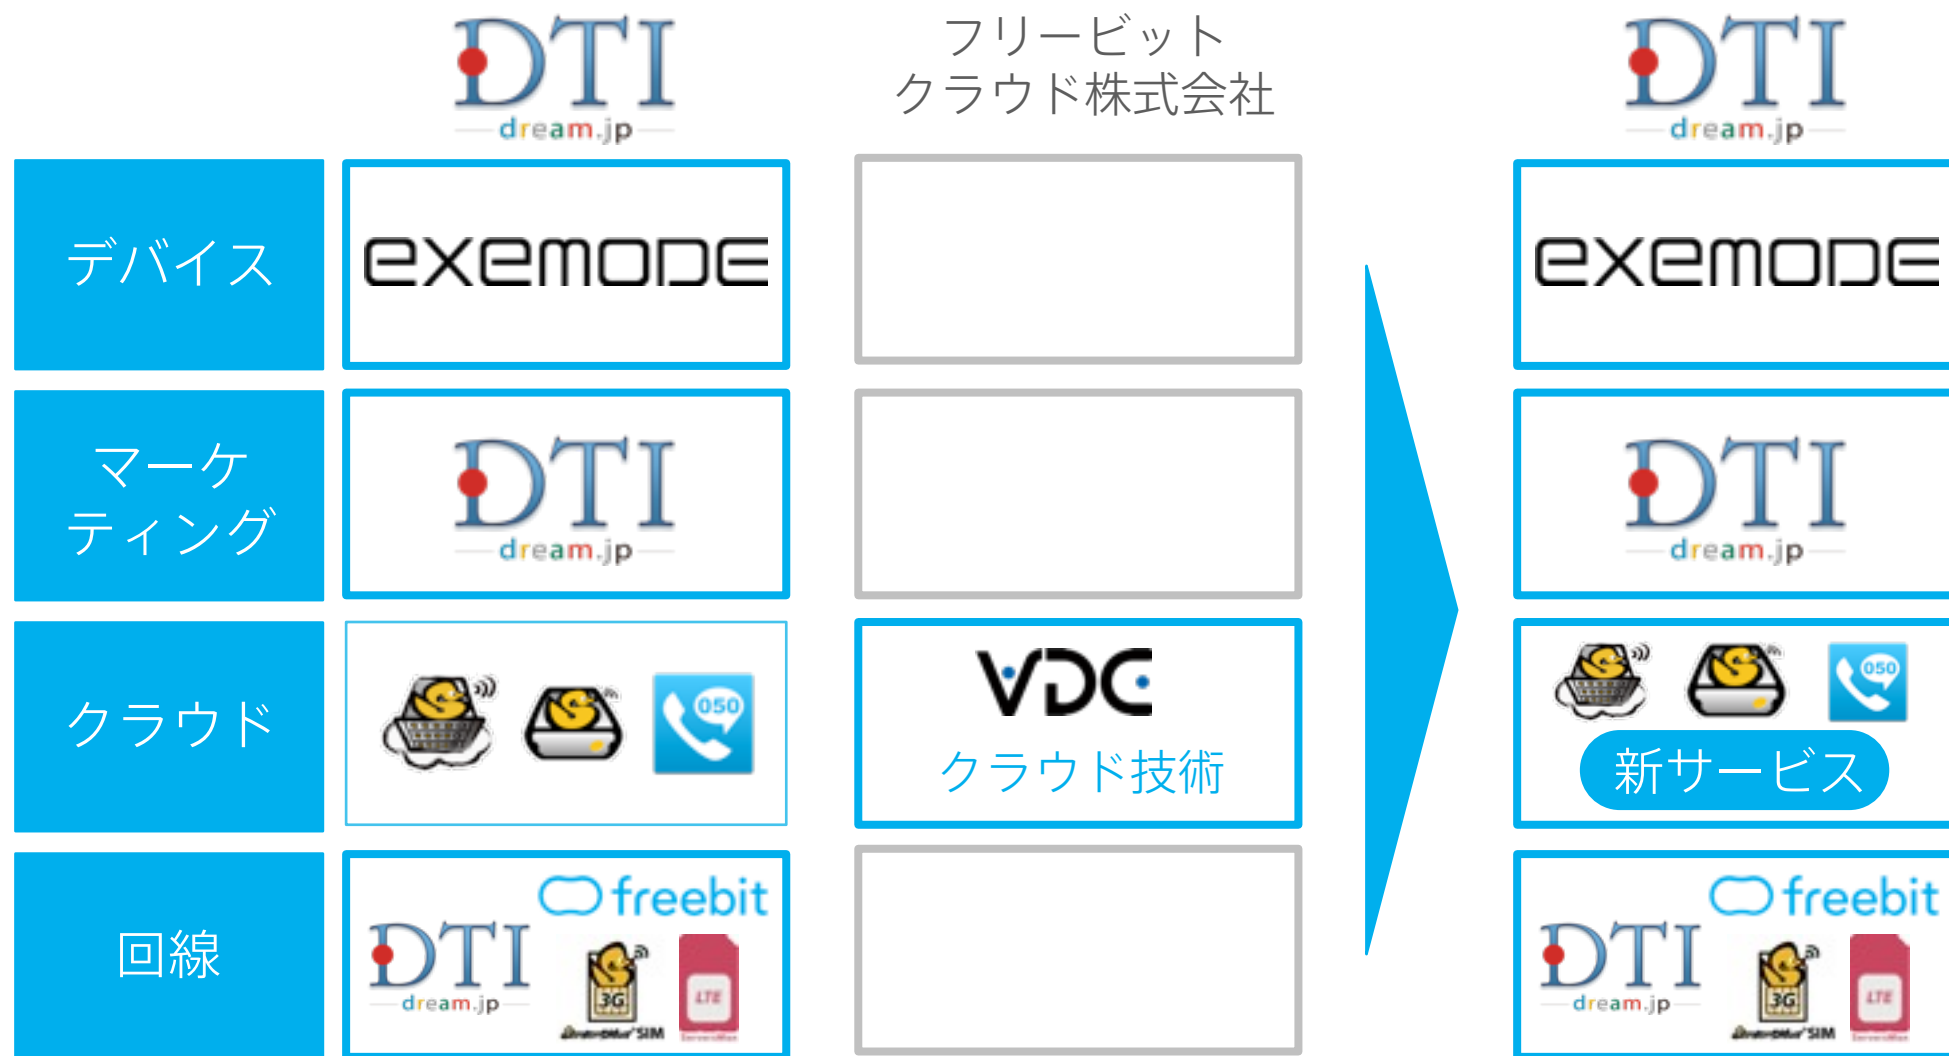 DTI
dream.jp
フリービット
クラウド株式会社
DTI
dream.jp
デバイス
exemode
exemode
マーケ
ティング
DTI
dream.jp
DTI
dream.jp
クラウド
050
VDC
クラウド技術
050
新サービス
回線
freebit
DTI
dream.jp
3G
SIM
LTE
freebit
DTI
dream.jp
3G
SIM
LTE